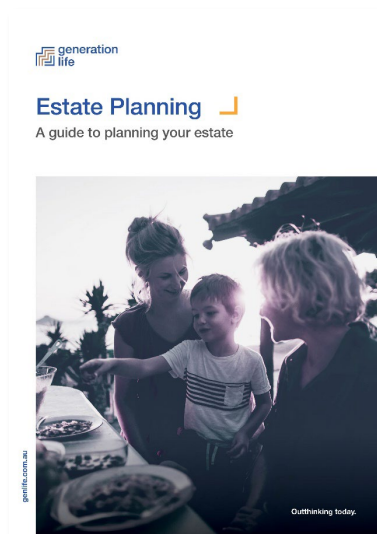 generation
life
Estate Planning
A guide to planning your estate
genlife.com.au
Outthinking today.